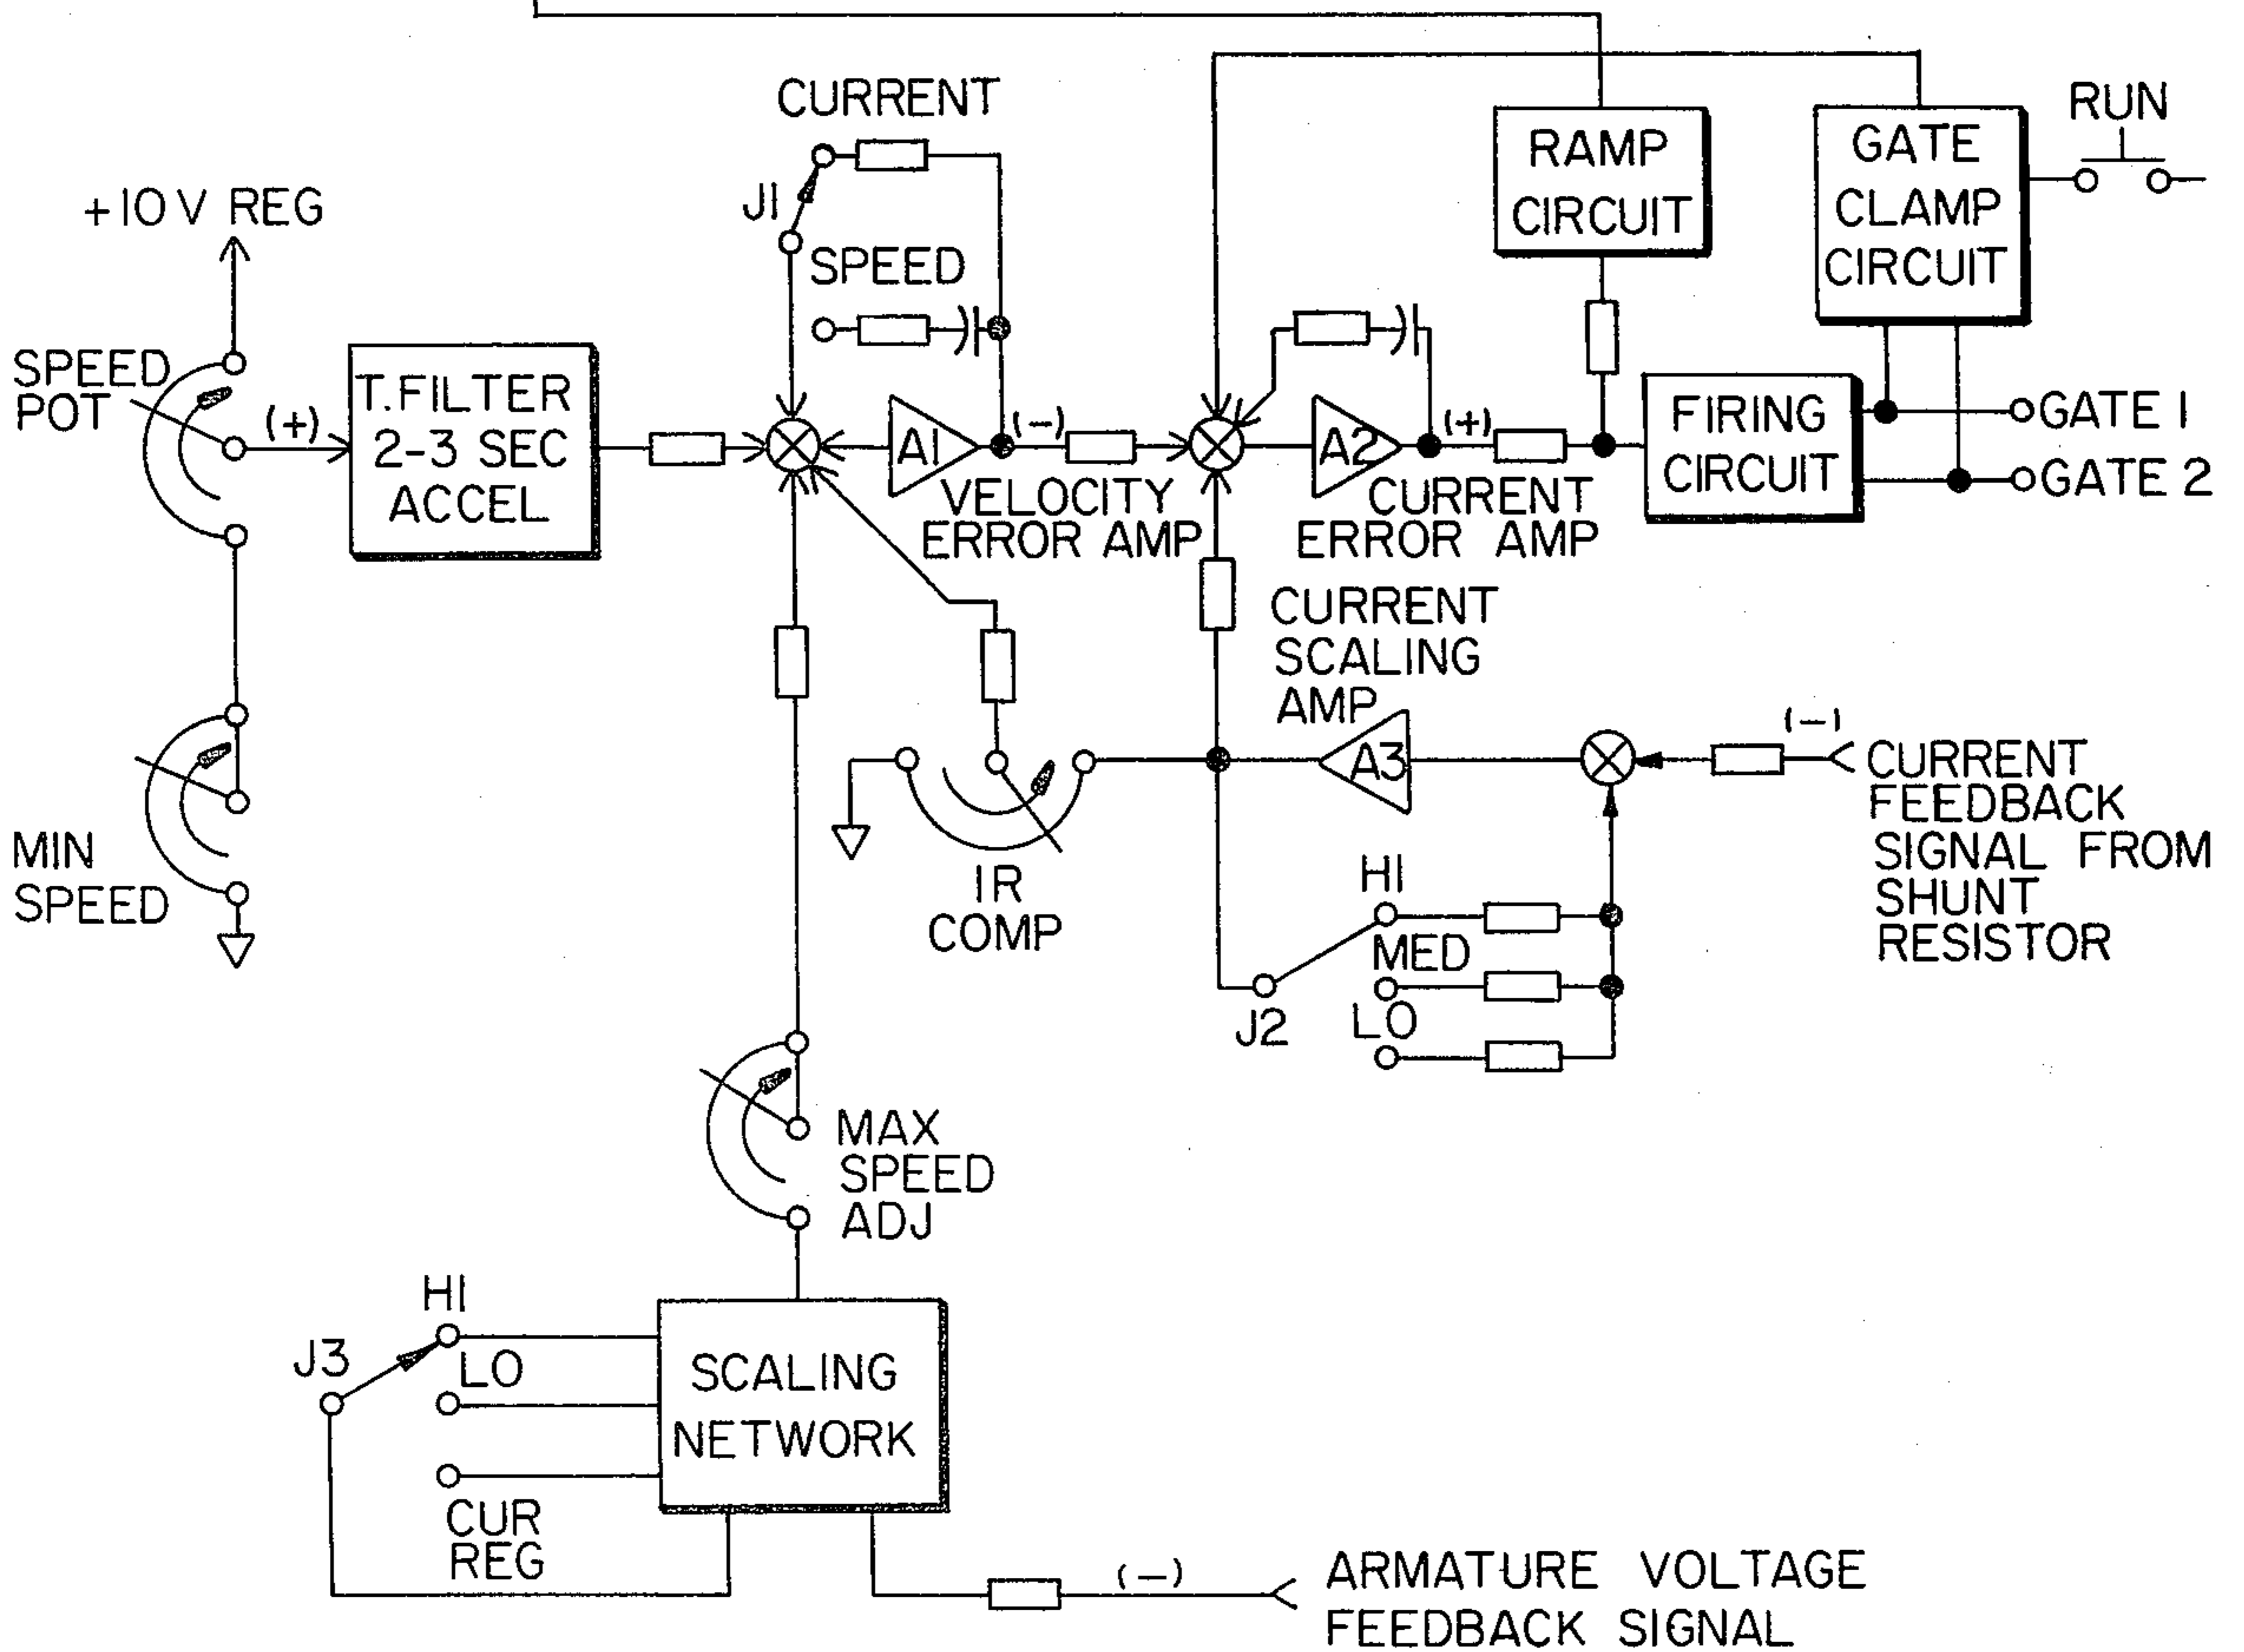 CURRENT
J1
SPEED
+10V REG
SPEED
POT
(+)
T. FILTER
2-3 SEC
ACCEL
A1
(-)
VELOCITY
ERROR AMP
A2
(+)
CURRENT
ERROR AMP
RAMP
CIRCUIT
GATE
CLAMP
CIRCUIT
RUN
FIRING
CIRCUIT
GATE 1
GATE 2
MIN
SPEED
IR
COMP
CURRENT
SCALING
AMP
A3
(-)
CURRENT
FEEDBACK
SIGNAL FROM
SHUNT
RESISTOR
HI
MED
LO
J2
MAX
SPEED
ADJ
HI
J3
LO
CUR
REG
SCALING
NETWORK
(-)
ARMATURE VOLTAGE
FEEDBACK SIGNAL